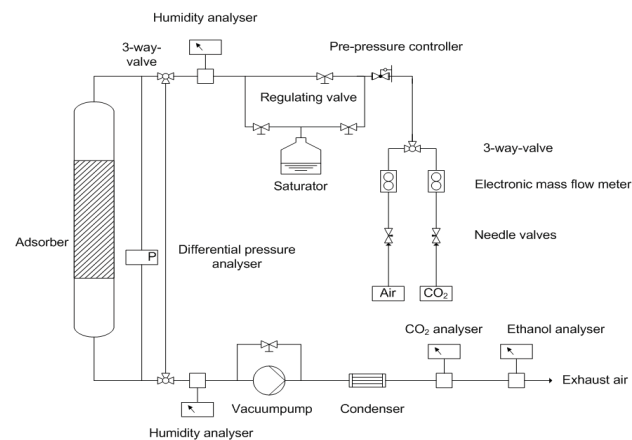 Humidity analyser
3-way-
valve
Pre-pressure controller
Regulating valve
3-way-valve
Saturator
Electronic mass flow meter
Adsorber
P
Differential pressure
analyser
Needle valves
Air
CO₂
CO₂ analyser
Ethanol analyser
Exhaust air
Vacuumpump
Condenser
Humidity analyser